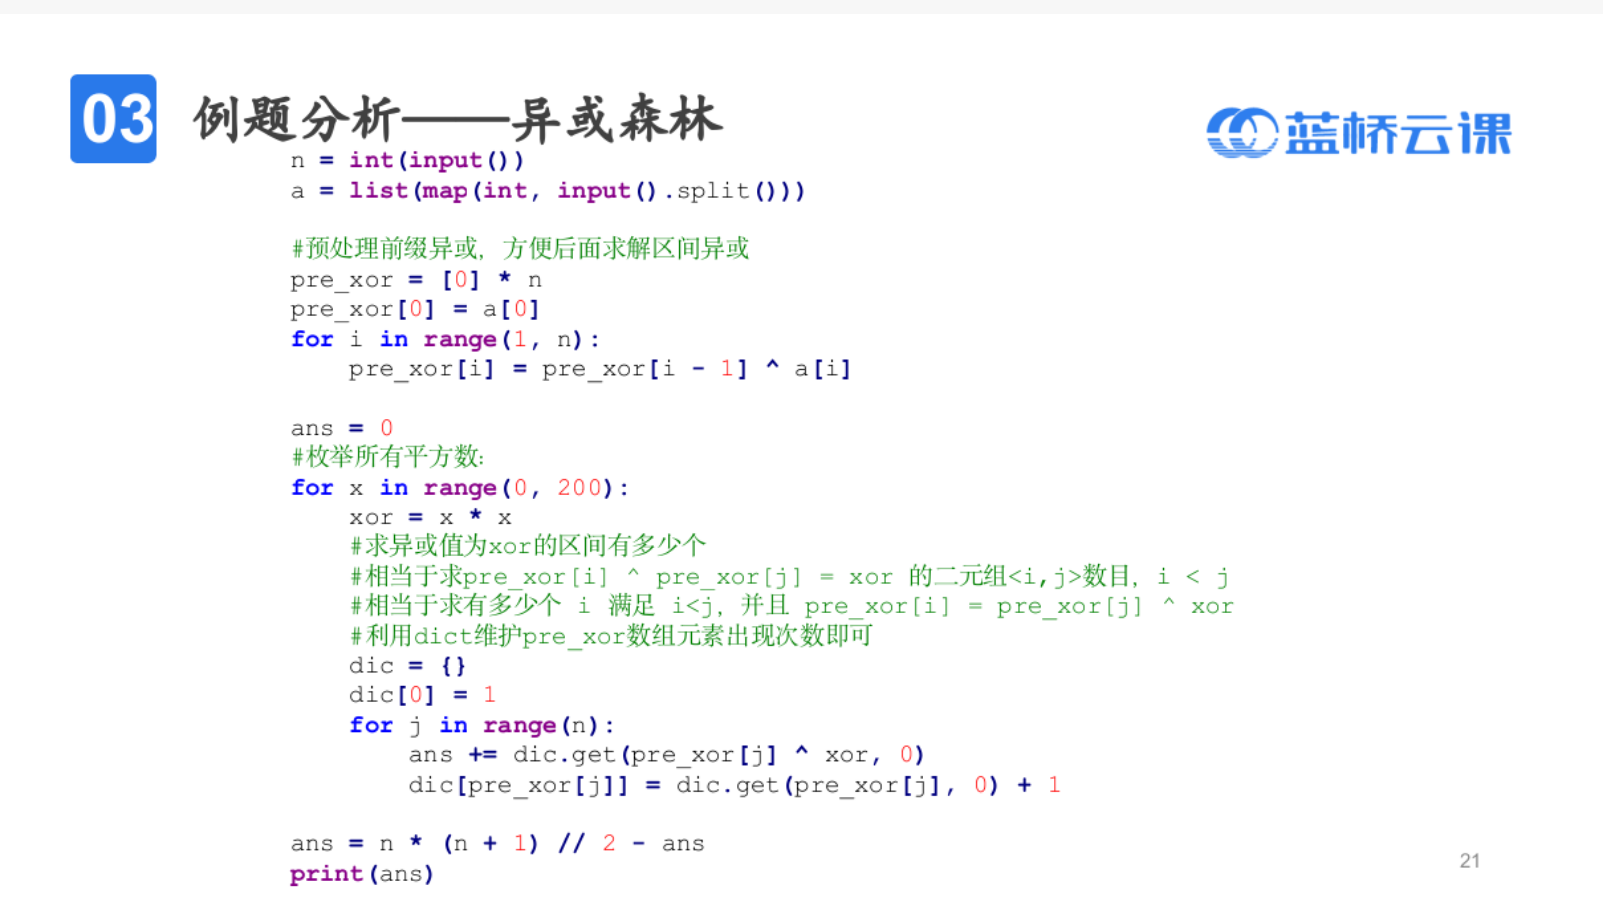 03 例题分析——异或森林
蓝桥云课
n = int(input())
a = list(map(int, input().split()))
#预处理前缀异或，方便后面求解区间异或
pre_xor = [0] * n
pre_xor[0] = a[0]
for i in range(1, n):
    pre_xor[i] = pre_xor[i - 1] ^ a[i]
ans = 0
#枚举所有平方数:
for x in range(0, 200):
    xor = x * x
    #求异或值为xor的区间有多少个
    #相当于求pre_xor[i] ^ pre_xor[j] = xor 的二元组<i,j>数目，i < j
    #相当于求有多少个 i 满足 i<j，并且 pre_xor[i] = pre_xor[j] ^ xor
    #利用dict维护pre_xor数组元素出现次数即可
    dic = {}
    dic[0] = 1
    for j in range(n):
        ans += dic.get(pre_xor[j] ^ xor, 0)
        dic[pre_xor[j]] = dic.get(pre_xor[j], 0) + 1
ans = n * (n + 1) // 2 - ans
print(ans)
21